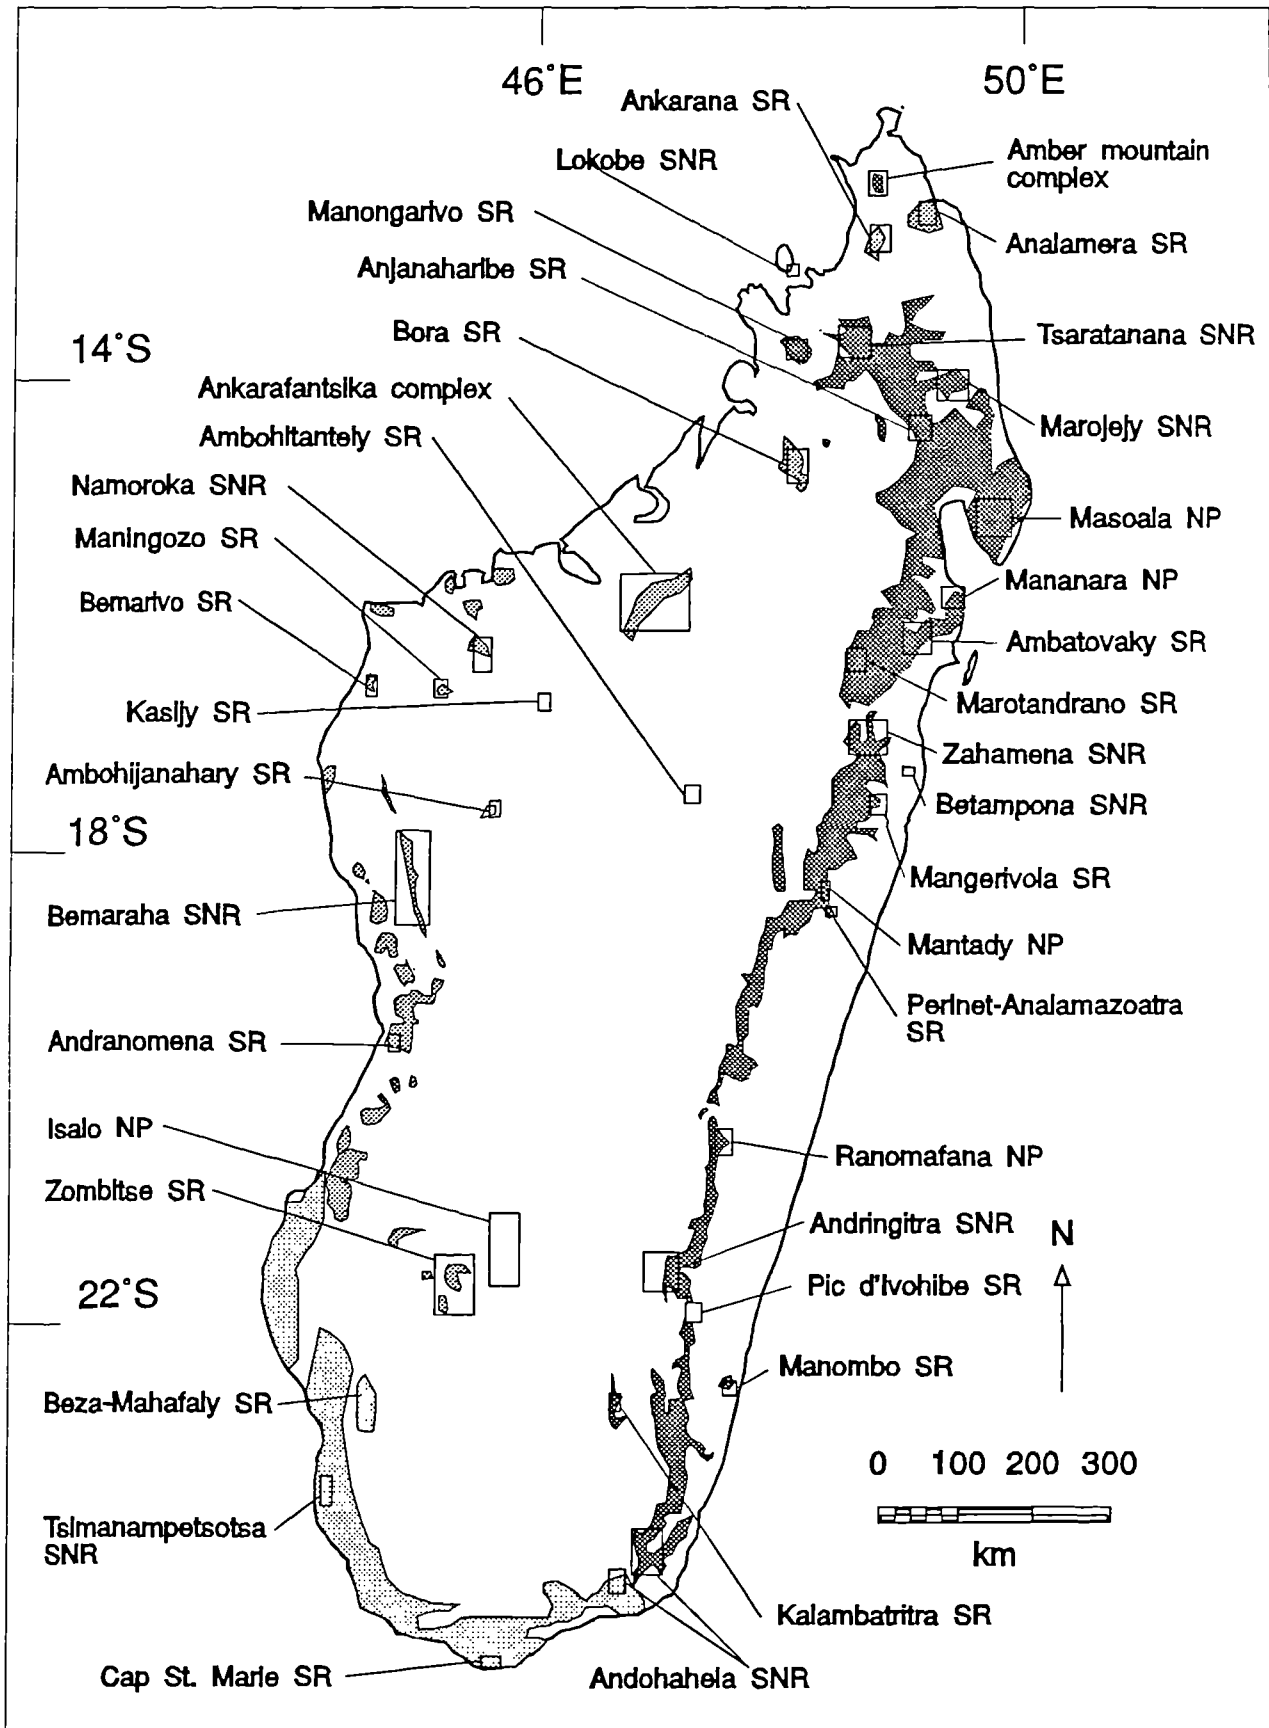 46°E
50°E
Ankarana SR
Lokobe SNR
Amber mountain
complex
Manongarivo SR
Analamera SR
Anjanaharibe SR
Bora SR
Tsaratanana SNR
14°S
Ankarafantsika complex
Ambohitantely SR
Marojejy SNR
Namoroka SNR
Masoala NP
Maningozo SR
Mananara NP
Bemarivo SR
Ambatovaky SR
Kasijy SR
Marotandrano SR
Zahamena SNR
Ambohijanahary SR
Betampona SNR
18°S
Mangerivola SR
Bemaraha SNR
Mantady NP
Perinet-Analamazoatra
SR
Andranomena SR
Isalo NP
Ranomafana NP
Zombitse SR
Andringitra SNR
N
22°S
Pic d'Ivohibe SR
Manombo SR
Beza-Mahafaly SR
0 100 200 300
km
Tsimanampetsotsa
SNR
Kalambatritra SR
Cap St. Marie SR
Andohahela SNR